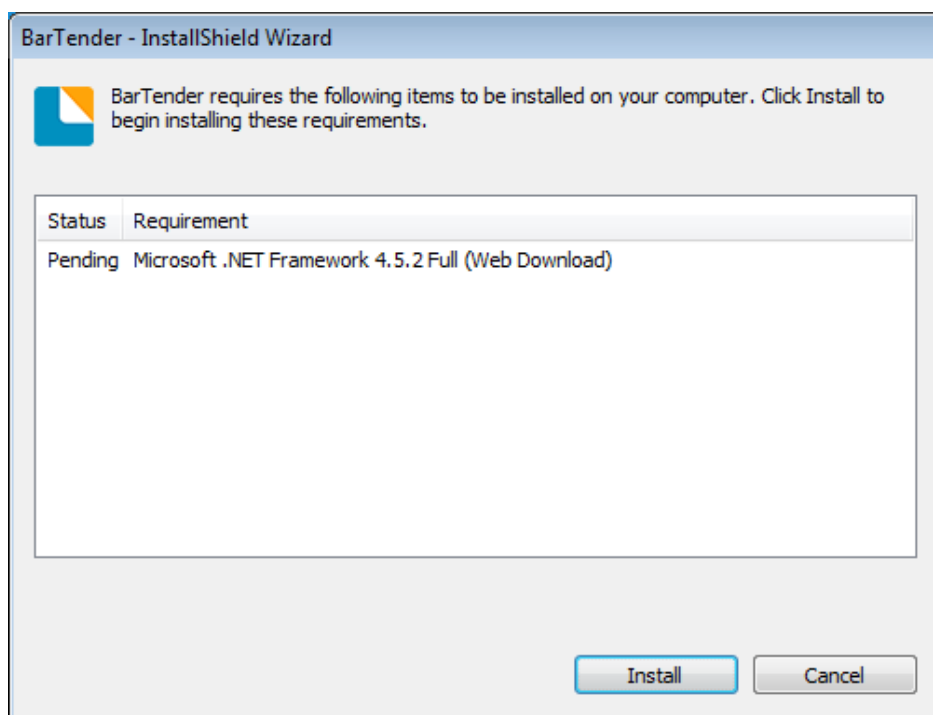 BarTender - InstallShield Wizard
BarTender requires the following items to be installed on your computer. Click Install to
begin installing these requirements.
Status Requirement
Pending Microsoft .NET Framework 4.5.2 Full (Web Download)
Install Cancel